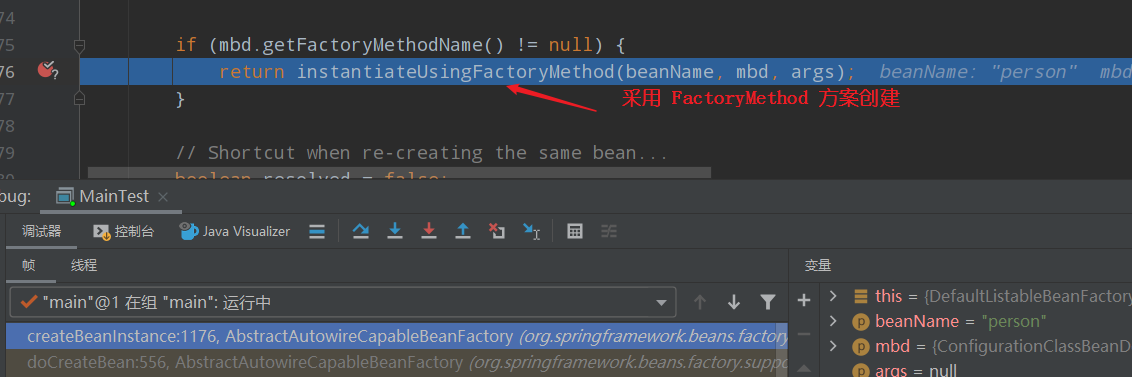 74
75 if (mbd.getFactoryMethodName() != null) {
76 return instantiateUsingFactoryMethod(beanName, mbd, args); beanName: "person" mbd
77 }
采用 FactoryMethod 方案创建
78
79 // Shortcut when re-creating the same bean...
boolean resolved = false;
bug: MainTest ×
调试器 控制台 Java Visualizer
帧 线程 变量
"main"@1 在组 "main": 运行中
this = {DefaultListableBeanFactory
createBeanInstance:1176, AbstractAutowireCapableBeanFactory (org.springframework.beans.factory
beanName = "person"
mbd = {ConfigurationClassBeanD
doCreateBean:556, AbstractAutowireCapableBeanFactory (org.springframework.beans.factory.suppo
args = null